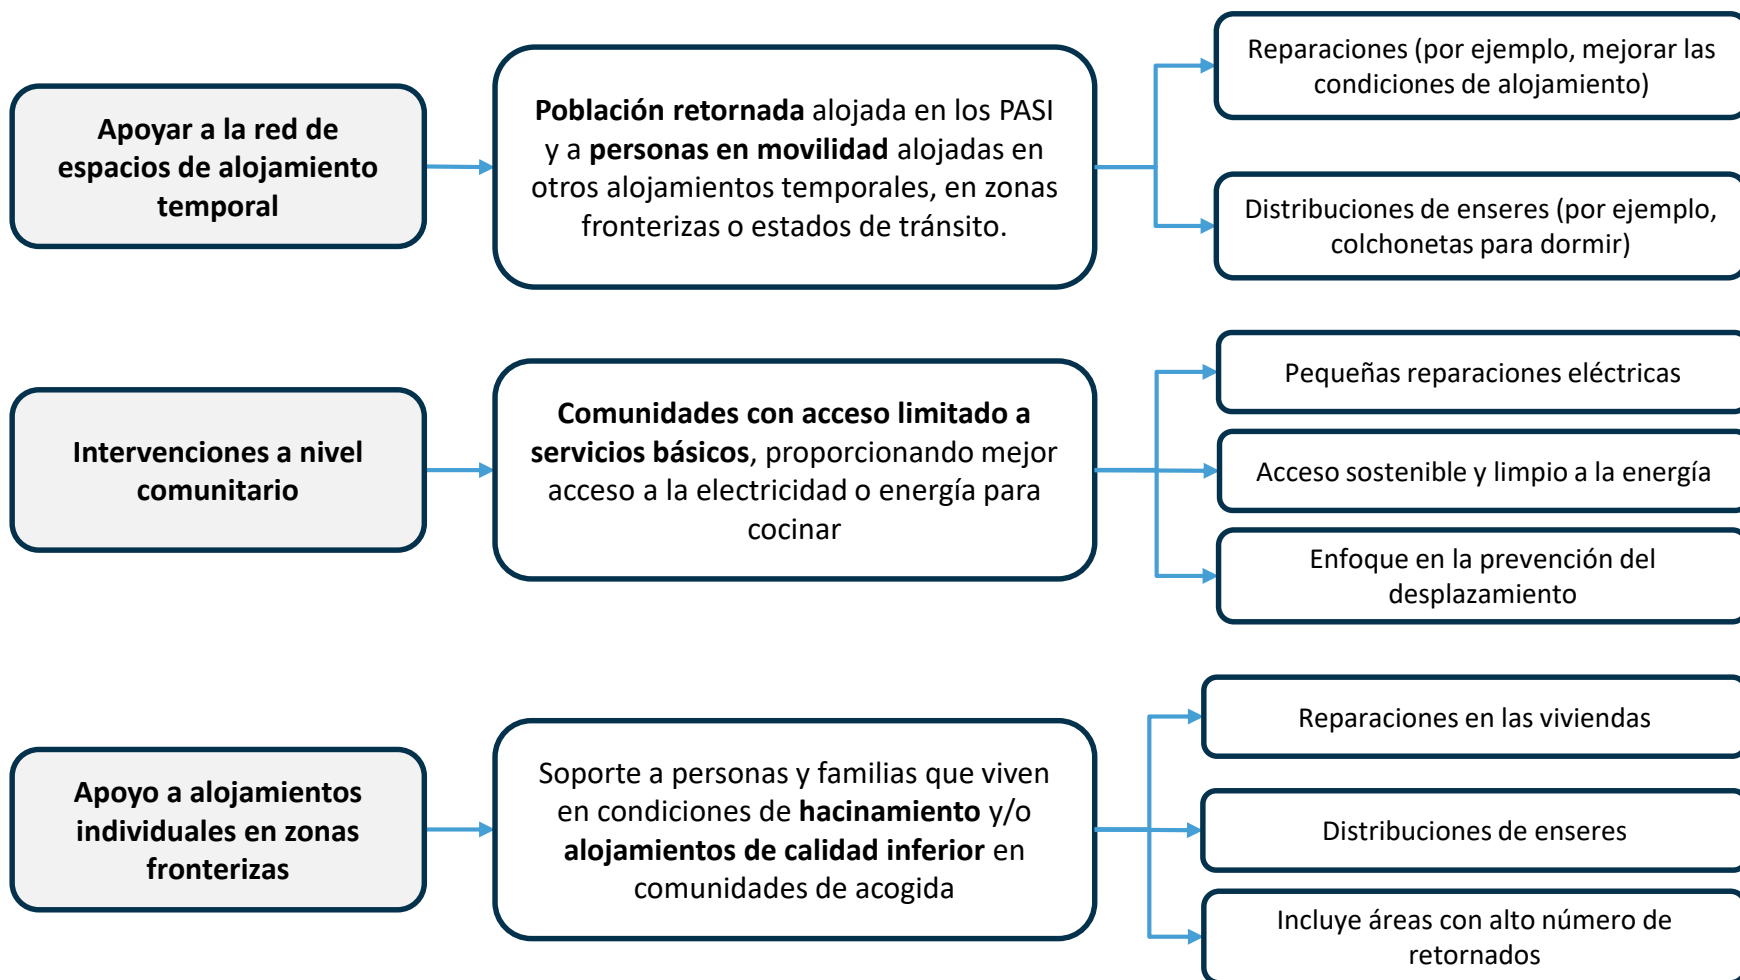 Apoyar a la red de
espacios de alojamiento
temporal
Población retornada alojada en los PASI
y a personas en movilidad alojadas en
otros alojamientos temporales, en zonas
fronterizas o estados de tránsito.
Reparaciones (por ejemplo, mejorar las
condiciones de alojamiento)
Distribuciones de enseres (por ejemplo,
colchonetas para dormir)
Intervenciones a nivel
comunitario
Comunidades con acceso limitado a
servicios básicos, proporcionando mejor
acceso a la electricidad o energía para
cocinar
Pequeñas reparaciones eléctricas
Acceso sostenible y limpio a la energía
Enfoque en la prevención del
desplazamiento
Apoyo a alojamientos
individuales en zonas
fronterizas
Soporte a personas y familias que viven
en condiciones de hacinamiento y/o
alojamientos de calidad inferior en
comunidades de acogida
Reparaciones en las viviendas
Distribuciones de enseres
Incluye áreas con alto número de
retornados